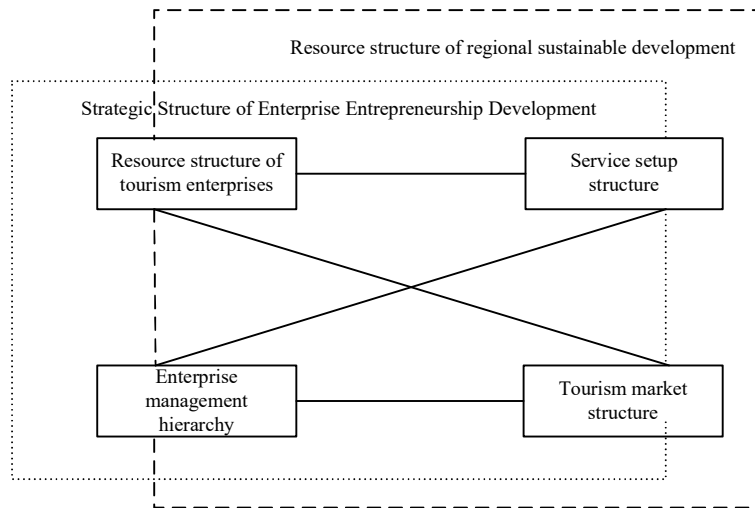 Resource structure of regional sustainable development
Strategic Structure of Enterprise Entrepreneurship Development
Resource structure of
tourism enterprises
Service setup
structure
Enterprise
management
hierarchy
Tourism market
structure